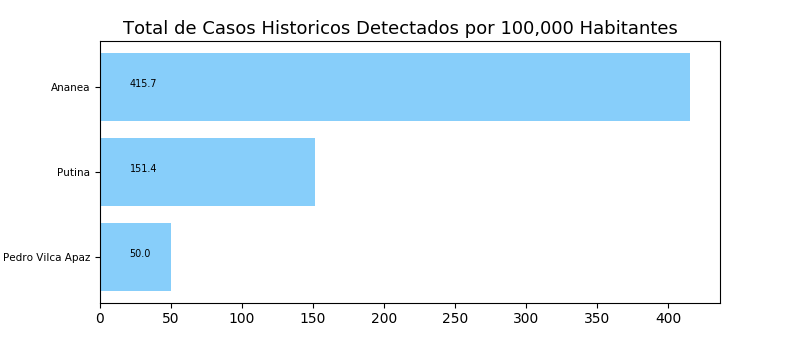 Total de Casos Historicos Detectados por 100,000 Habitantes
Ananea
415.7
Putina
151.4
Pedro Vilca Apaz
50.0
0 50 100 150 200 250 300 350 400